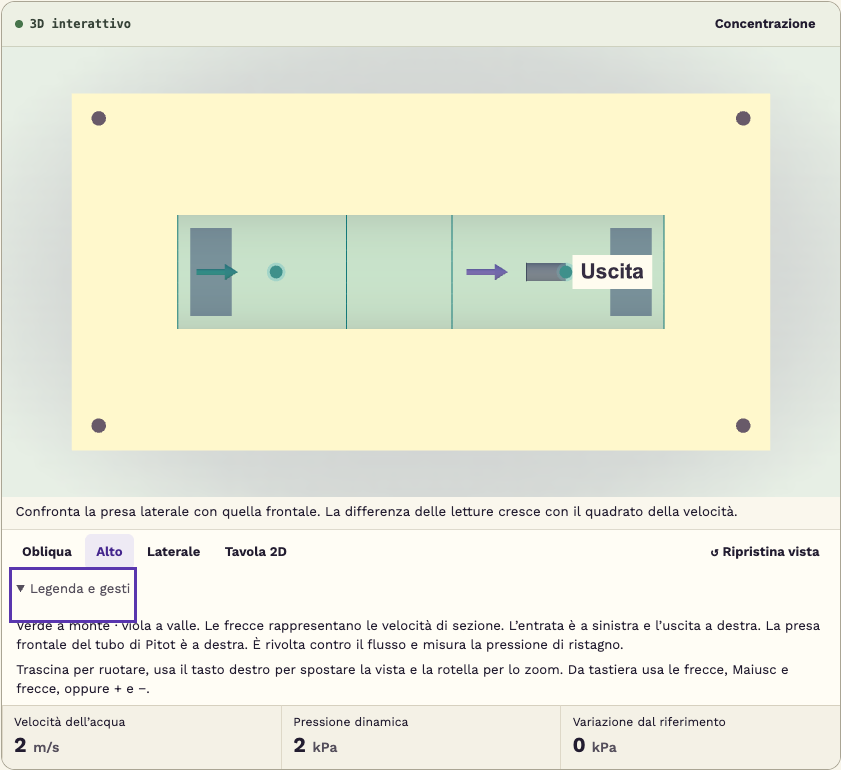 3D interattivo
Concentrazione
Uscita
Confronta la presa laterale con quella frontale. La differenza delle letture cresce con il quadrato della velocità.
Obliqua Alto Laterale Tavola 2D
↺ Ripristina vista
▼ Legenda e gesti
Verde a monte · viola a valle. Le frecce rappresentano le velocità di sezione. L’entrata è a sinistra e l’uscita a destra. La presa
frontale del tubo di Pitot è a destra. È rivolta contro il flusso e misura la pressione di ristagno.
Trascina per ruotare, usa il tasto destro per spostare la vista e la rotella per lo zoom. Da tastiera usa le frecce, Maiusc e
frecce, oppure + e −.
Velocità dell’acqua
2 m/s
Pressione dinamica
2 kPa
Variazione dal riferimento
0 kPa